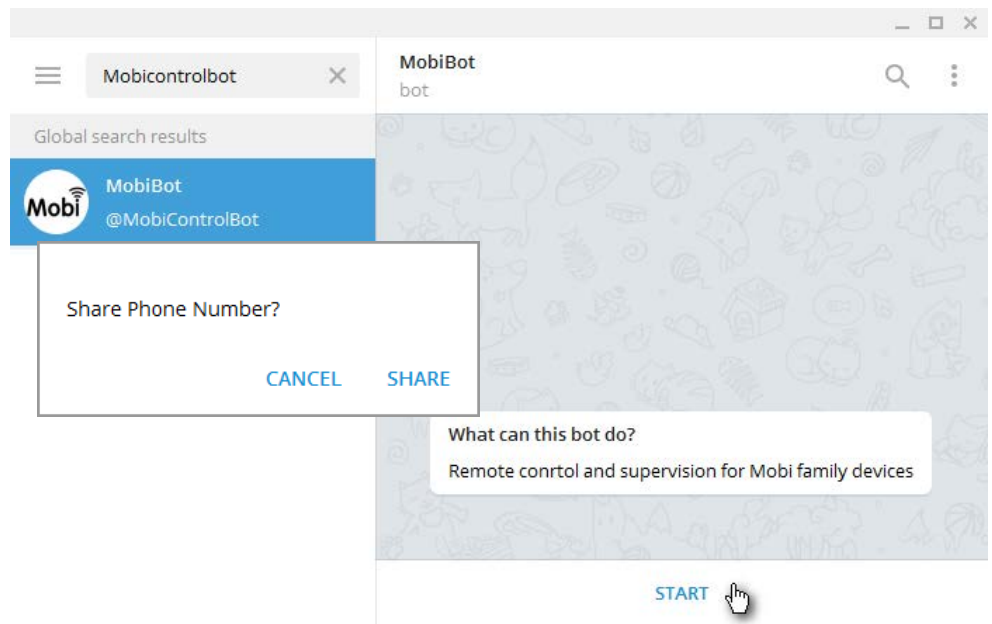 Mobicontrolbot
Global search results
Mobi
MobiBot
@MobiControlBot
Share Phone Number?
CANCEL SHARE
MobiBot
bot
What can this bot do?
Remote conrtol and supervision for Mobi family devices
START